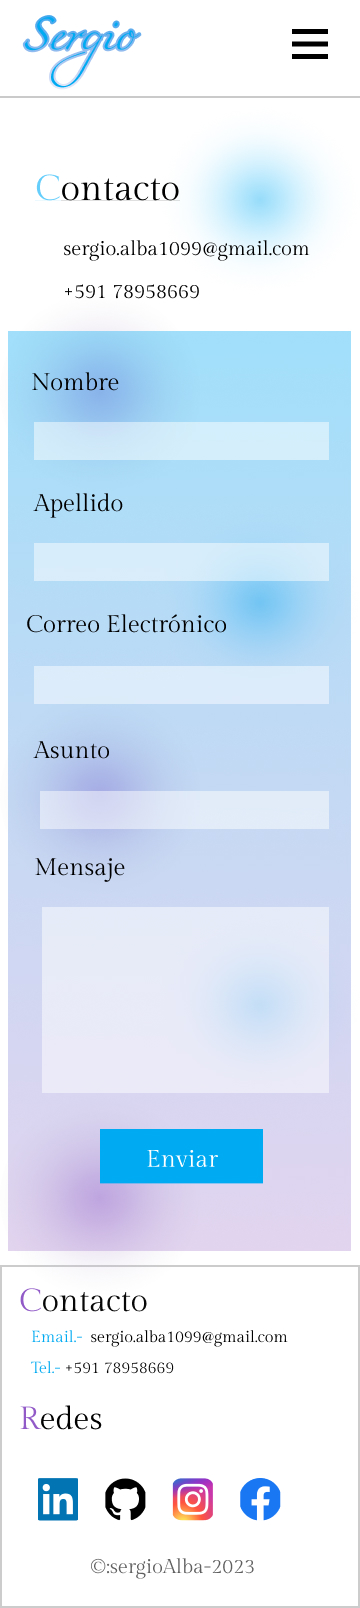 Sergio
Contacto
sergio.alba1099@gmail.com
+591 78958669
Nombre
Apellido
Correo Electrónico
Asunto
Mensaje
Enviar
Contacto
Email.- sergio.alba1099@gmail.com
Tel.- +591 78958669
Redes
in
©:sergioAlba-2023